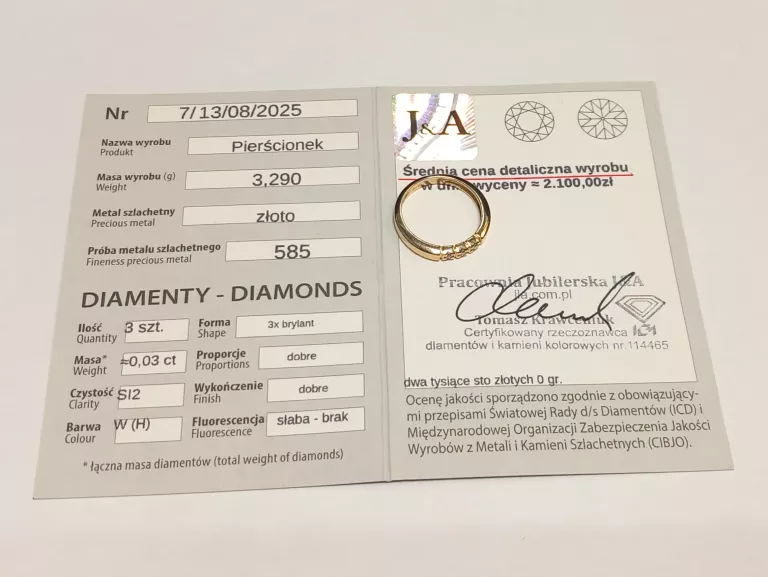 Nr 7/13/08/2025
Nazwa wyrobu
Produkt
Pierścionek
Masa wyrobu (g)
Weight
3,290
Metal szlachetny
Precious metal
złoto
Próba metalu szlachetnego
Fineness precious metal
585
DIAMENTY - DIAMONDS
Ilość
Quantity
3 szt.
Forma
Shape
3x brylant
Masa*
Weight
≈0,03 ct
Proporcje
Proportions
dobre
Czystość
Clarity
SI2
Wykończenie
Finish
dobre
Barwa
Colour
W (H)
Fluorescencja
Fluorescence
słaba - brak
* łączna masa diamentów (total weight of diamonds)
J&A
Średnia cena detaliczna wyrobu
w dniu wyceny ≈ 2.100,00zł
Pracownia Jubilerska J&A
jla.com.pl
Tomasz Krawczuk
Certyfikowany rzeczoznawca
diamentów i kamieni kolorowych nr.114465
dwa tysiące sto złotych 0 gr.
Ocenę jakości sporządzono zgodnie z obowiązujący-
mi przepisami Światowej Rady d/s Diamentów (ICD) i
Międzynarodowej Organizacji Zabezpieczenia Jakości
Wyrobów z Metali i Kamieni Szlachetnych (CIBJO).